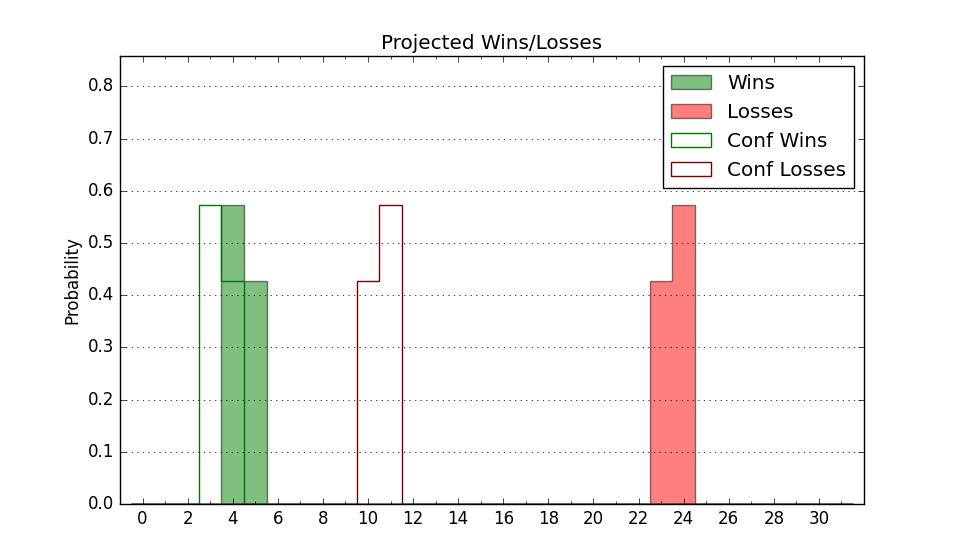 Projected Wins/Losses
0.8
0.7
0.6
0.5
0.4
0.3
0.2
0.1
0.0
Probability
Wins
Losses
Conf Wins
Conf Losses
0 2 4 6 8 10 12 14 16 18 20 22 24 26 28 30